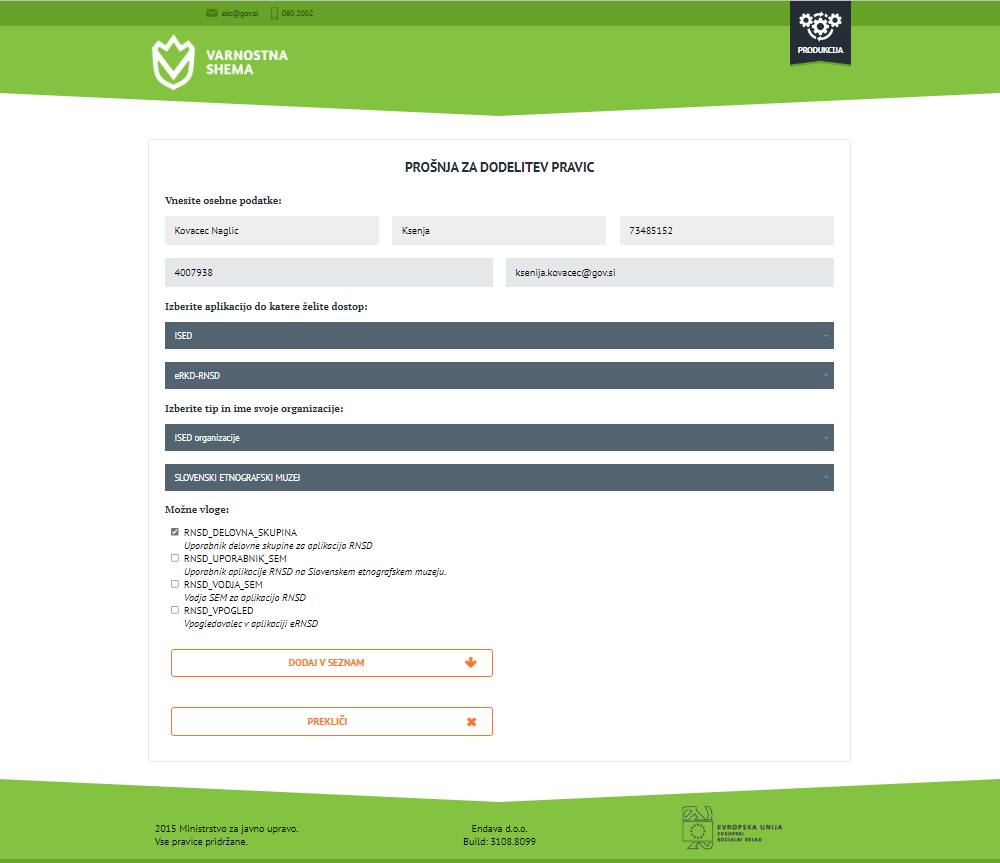 ekc@gov.si 080 2002
PRODUKCIJA
VARNOSTNA
SHEMA
PROŠNJA ZA DODELITEV PRAVIC
Vnesite osebne podatke:
Kovacec Naglic Ksenja 73485152
4007938 ksenija.kovacec@gov.si
Izberite aplikacijo do katere želite dostop:
ISED
eRKD-RNSD
Izberite tip in ime svoje organizacije:
ISED organizacije
SLOVENSKI ETNOGRAFSKI MUZEJ
Možne vloge:
RNSD_DELOVNA_SKUPINA
Uporabnik delovne skupine za aplikacijo RNSD
RNSD_UPORABNIK_SEM
Uporabnik aplikacije RNSD na Slovenskem etnografskem muzeju.
RNSD_VODJA_SEM
Vodja SEM za aplikacijo RNSD
RNSD_VPOGLED
Vpogledovalec v aplikaciji eRNSD
DODAJ V SEZNAM
PREKLIČI
2015 Ministrstvo za javno upravo.
Vse pravice pridržane.
Endava d.o.o.
Build: 3108.8099
EVROPSKA UNIJA
EVROPSKI
SOCIALNI SKLAD